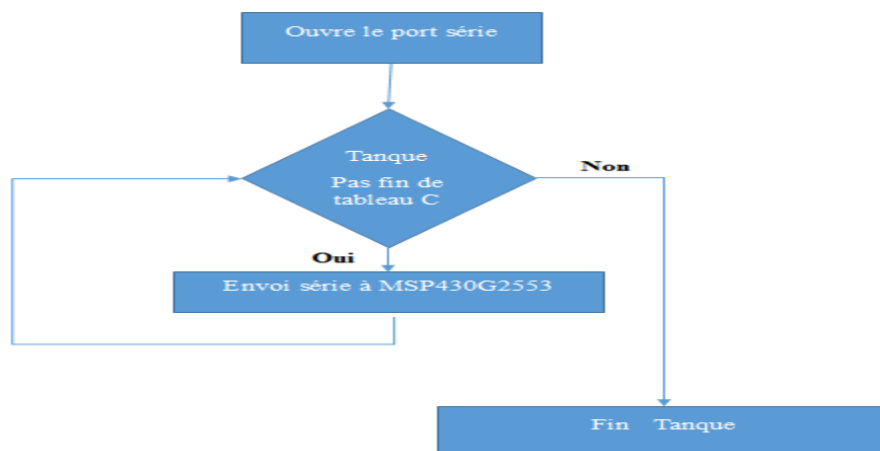 Ouvre le port série
Tanque
Pas fin de
tableau C
Non
Oui
Envoi série à MSP430G2553
Fin Tanque